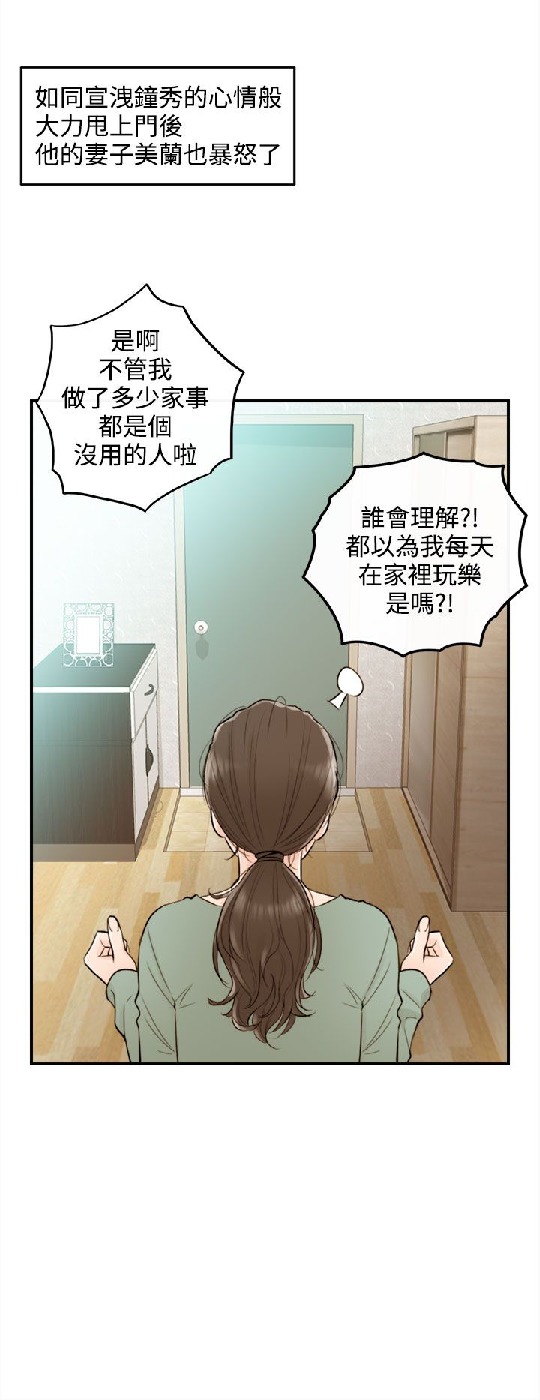 如同宣洩鐘秀的心情般
大力甩上門後
他的妻子美蘭也暴怒了
是啊
不管我
做了多少家事
都是個
沒用的人啦
誰會理解?!
都以為我每天
在家裡玩樂
是嗎?!